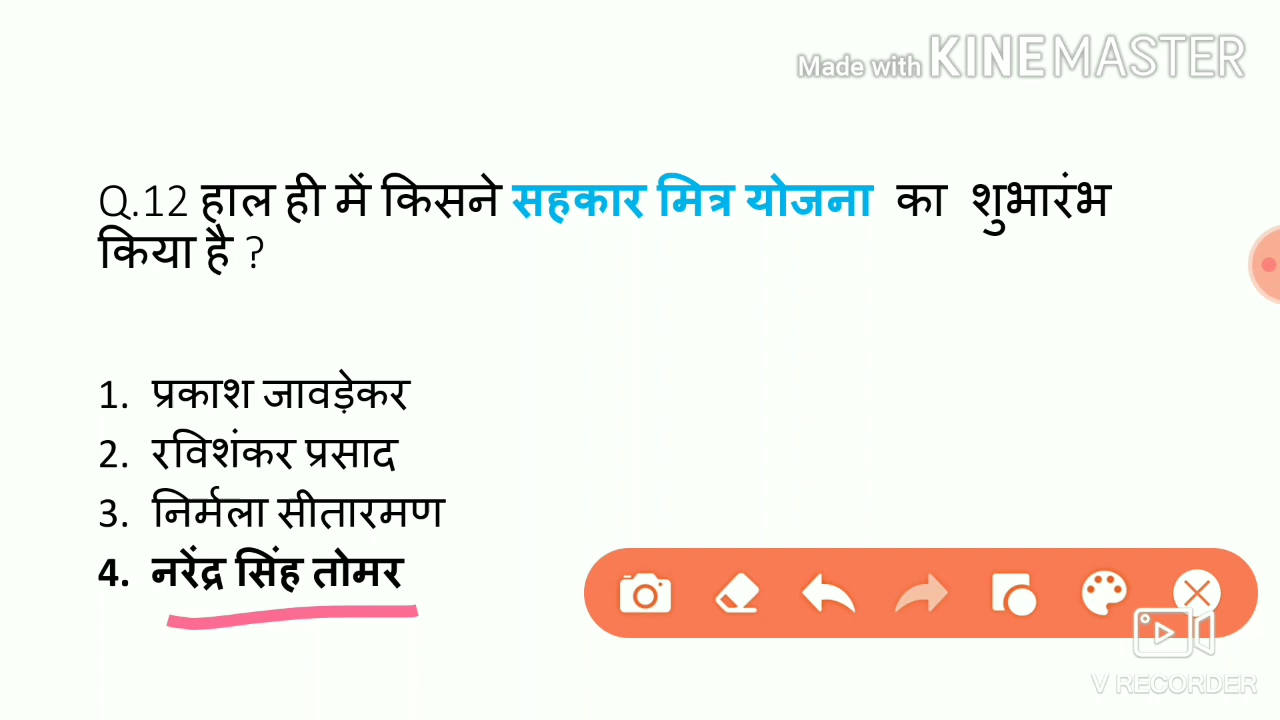 Made with KINEMASTER
Q.12 हाल ही में किसने सहकार मित्र योजना का शुभारंभ
किया है ?
1. प्रकाश जावड़ेकर
2. रविशंकर प्रसाद
3. निर्मला सीतारमण
4. नरेंद्र सिंह तोमर
V RECORDER